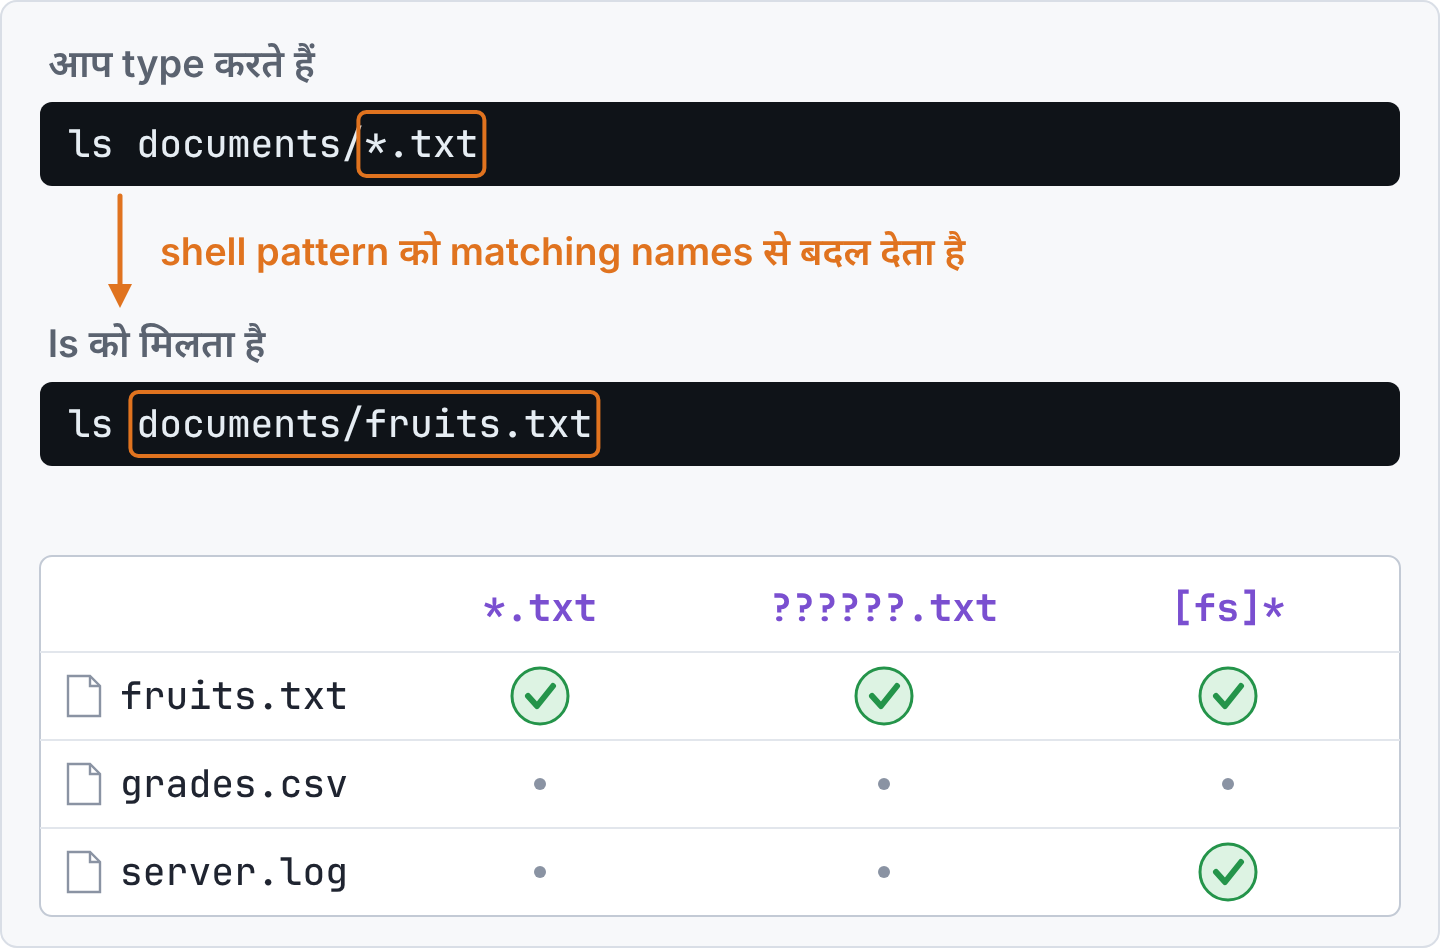 आप type करते हैं
ls documents/*.txt
shell pattern को matching names से बदल देता है
ls को मिलता है
ls documents/fruits.txt
*.txt ??????.txt [fs]*
fruits.txt
grades.csv
server.log